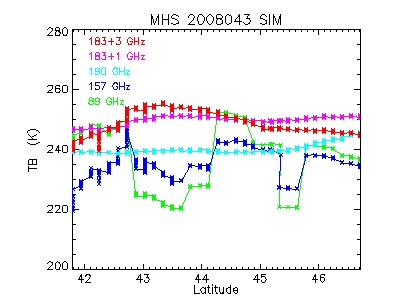 MHS 2008043 SIM
280
183+3 GHz
183+1 GHz
190 GHz
157 GHz
89 GHz
260
TB (K)
240
220
200
42 43 44 45 46
Latitude